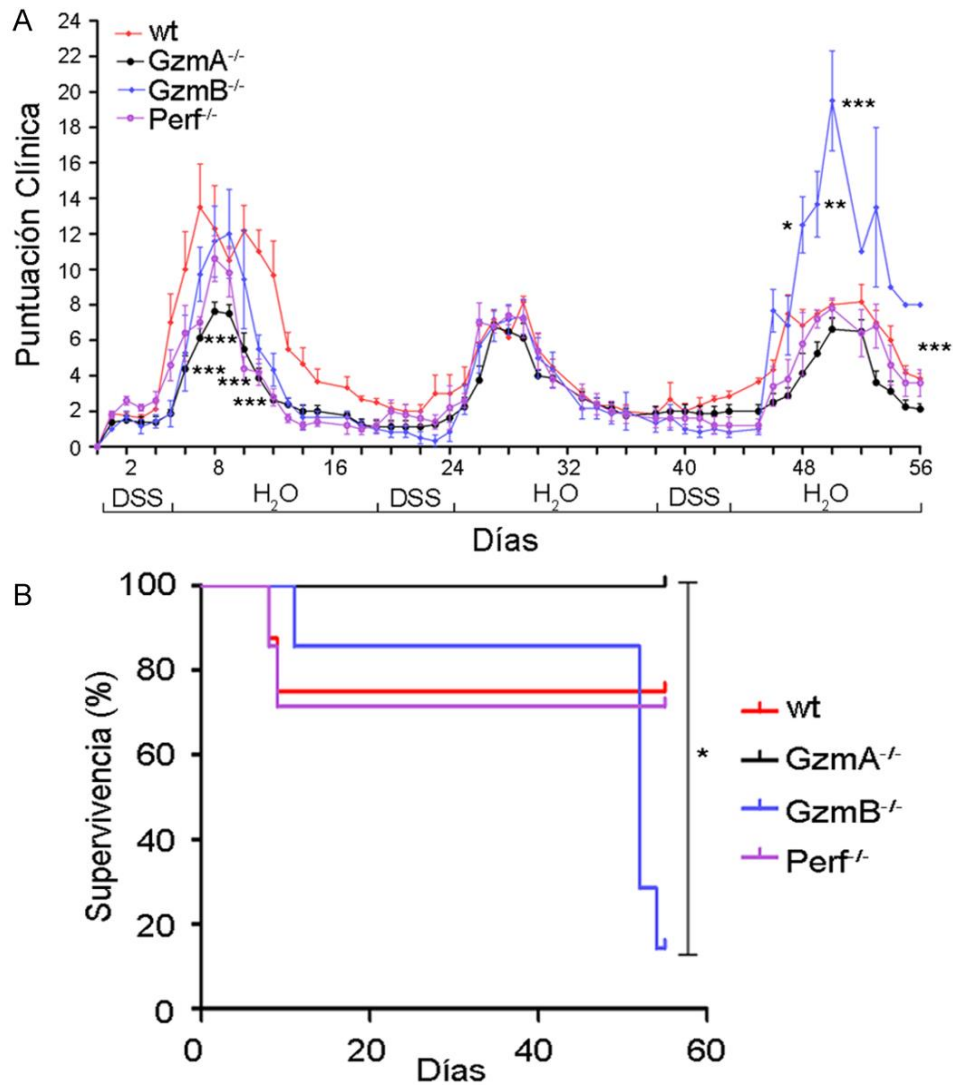 A
24
22
20
18
16
14
12
10
8
6
4
2
0
Puntuación Clínica
wt
GzmA-/-
GzmB-/-
Perf-/-
***
***
***
***
*
**
***
***
2 8 16 24 32 40 48 56
DSS H2O DSS H2O DSS H2O
Días
B
100
80
60
40
20
0
Supervivencia (%)
0 20 40 60
Días
*
wt
GzmA-/-
GzmB-/-
Perf-/-